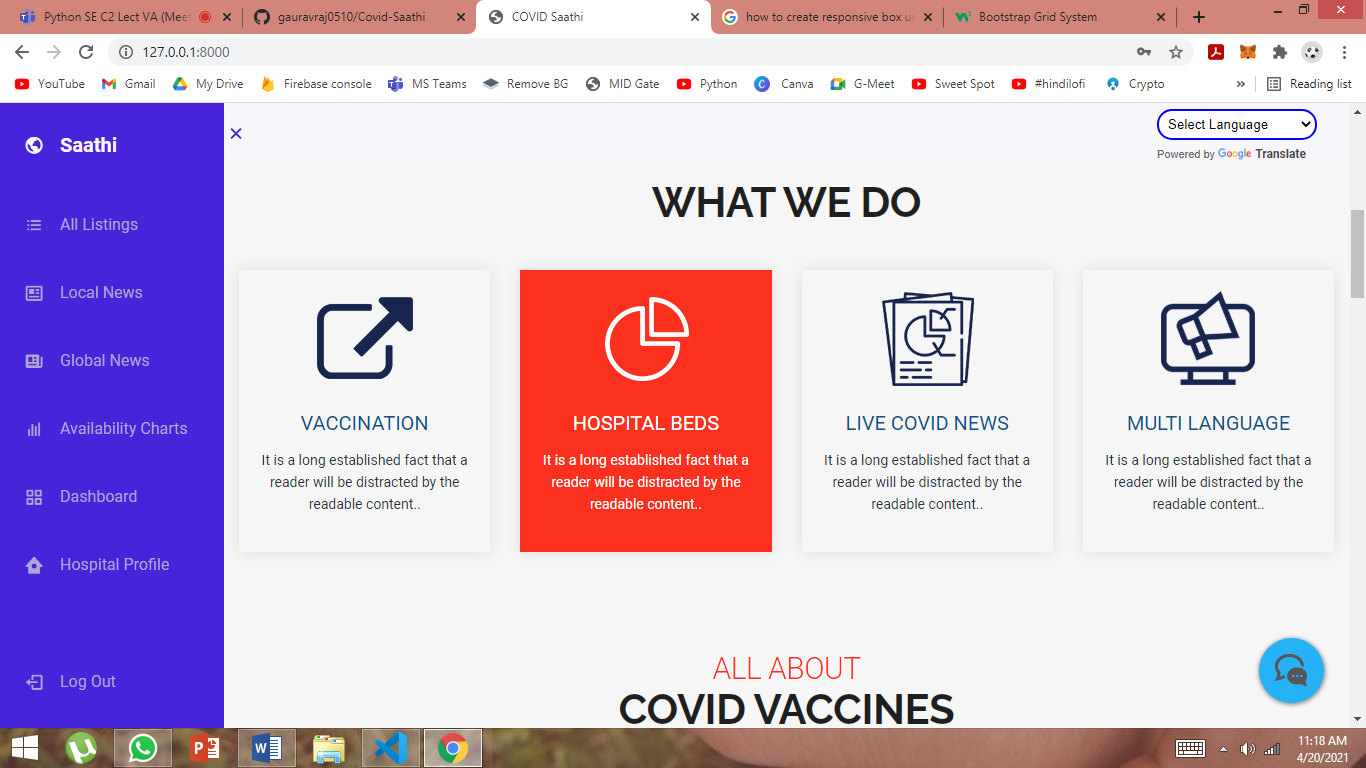 Python SE C2 Lect VA (Meet
gauravraj0510/Covid-Saathi
COVID Saathi
how to create responsive box us
Bootstrap Grid System
127.0.0.1:8000
YouTube
Gmail
My Drive
Firebase console
MS Teams
Remove BG
MID Gate
Python
Canva
G-Meet
Sweet Spot
#hindilofi
Crypto
»
Reading list
Saathi
All Listings
Local News
Global News
Availability Charts
Dashboard
Hospital Profile
Log Out
Select Language
Powered by Google Translate
WHAT WE DO
VACCINATION
It is a long established fact that a
reader will be distracted by the
readable content..
HOSPITAL BEDS
It is a long established fact that a
reader will be distracted by the
readable content..
LIVE COVID NEWS
It is a long established fact that a
reader will be distracted by the
readable content..
MULTI LANGUAGE
It is a long established fact that a
reader will be distracted by the
readable content..
ALL ABOUT
COVID VACCINES
11:18 AM
4/20/2021